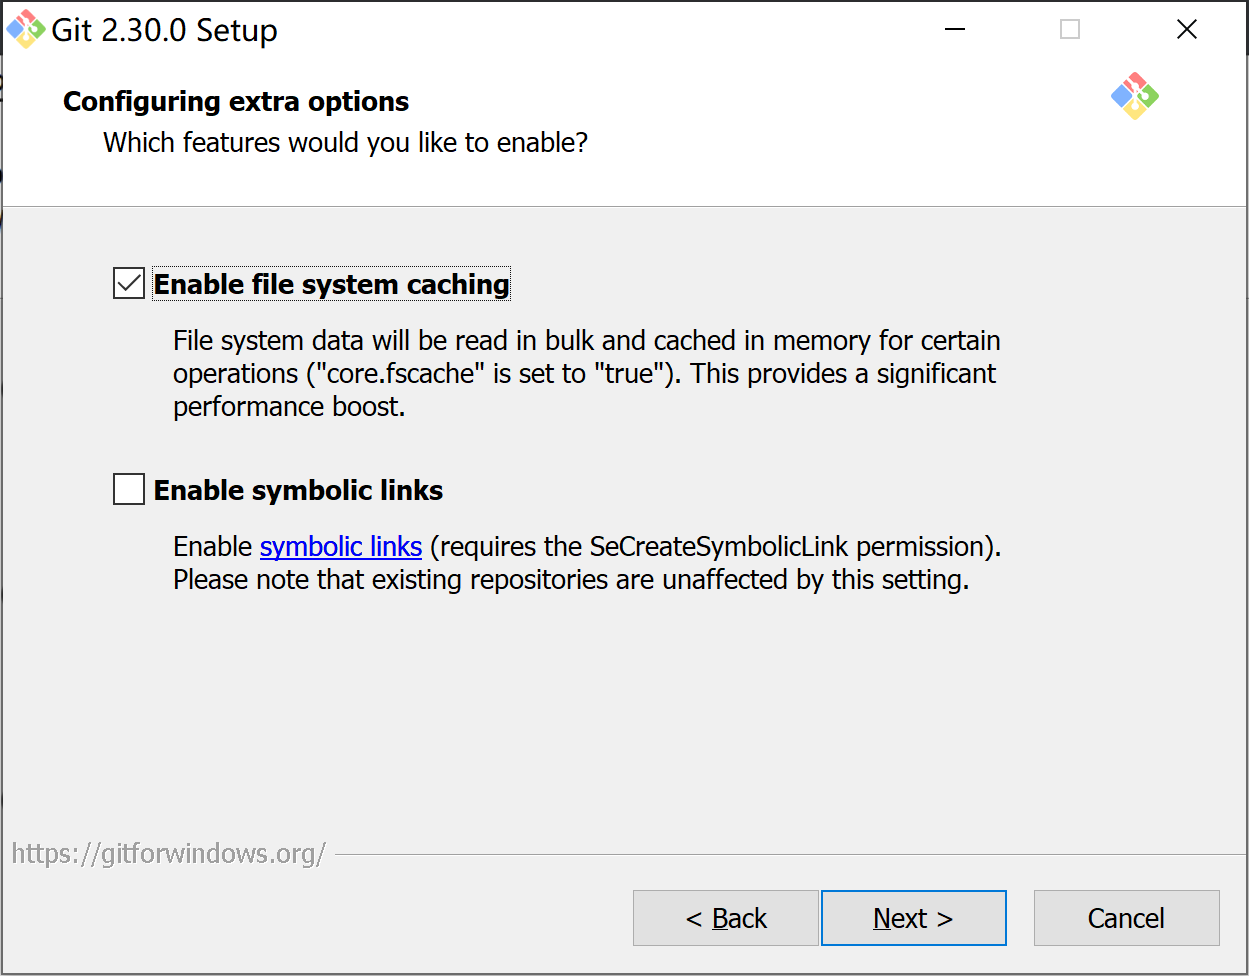 Git 2.30.0 Setup
Configuring extra options
Which features would you like to enable?
Enable file system caching
File system data will be read in bulk and cached in memory for certain
operations ("core.fscache" is set to "true"). This provides a significant
performance boost.
Enable symbolic links
Enable symbolic links (requires the SeCreateSymbolicLink permission).
Please note that existing repositories are unaffected by this setting.
https://gitforwindows.org/
< Back
Next >
Cancel